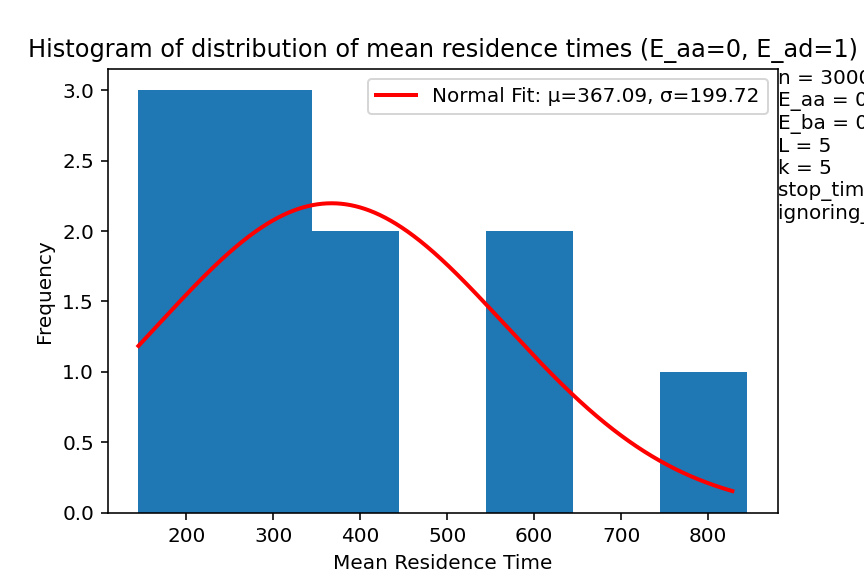 Histogram of distribution of mean residence times (E_aa=0, E_ad=1)
Normal Fit: μ=367.09, σ=199.72
n = 3000
E_aa = 0
E_ba = 0
L = 5
k = 5
stop_tim
ignoring_
3.0
2.5
2.0
1.5
1.0
0.5
0.0
Frequency
200 300 400 500 600 700 800
Mean Residence Time